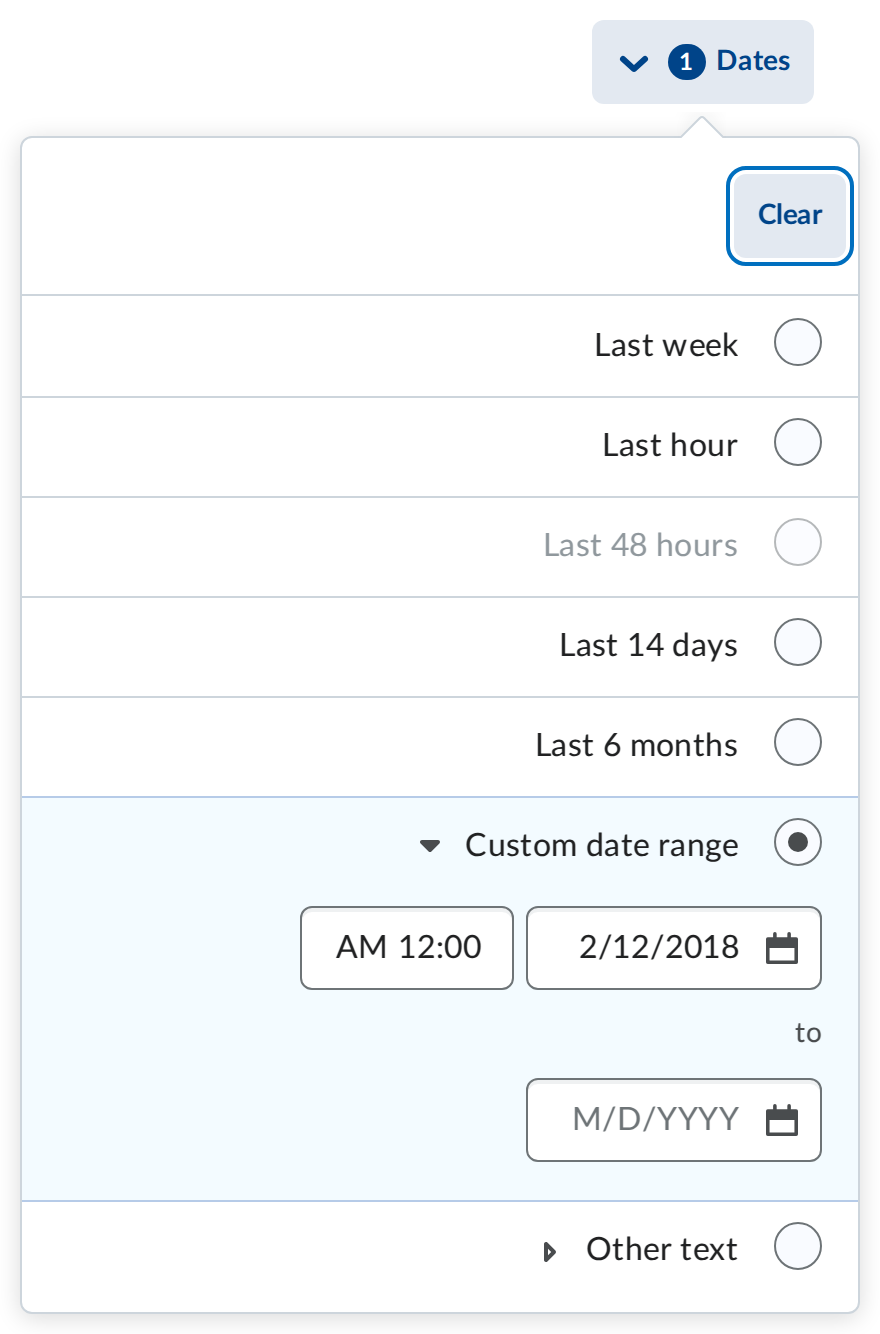 1 Dates
Clear
Last week
Last hour
Last 48 hours
Last 14 days
Last 6 months
Custom date range
2/12/2018 AM 12:00
to
M/D/YYYY
Other text